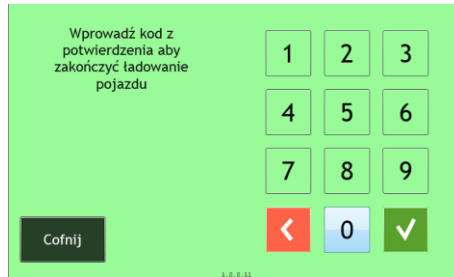 Wprowadź kod z
potwierdzenia aby
zakończyć ładowanie
pojazdu
1 2 3
4 5 6
7 8 9
0
Cofnij
1.0.0.11